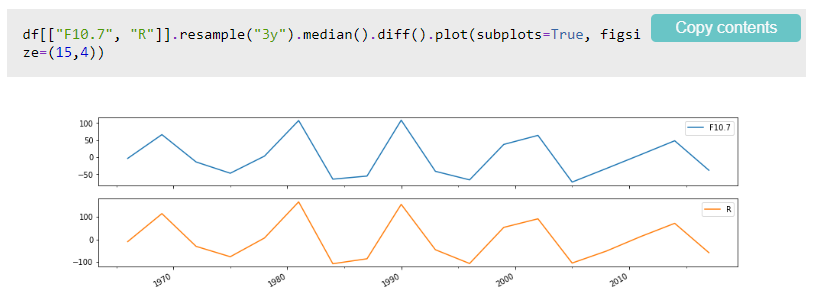 Copy contents
df[["F10.7", "R"]].resample("3y").median().diff().plot(subplots=True, figsi
ze=(15,4))
F10.7
100
50
0
−50
R
100
0
−100
1970 1980 1990 2000 2010